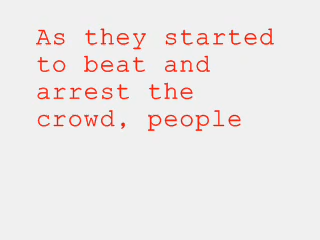 As they started
to beat and
arrest the
crowd, people